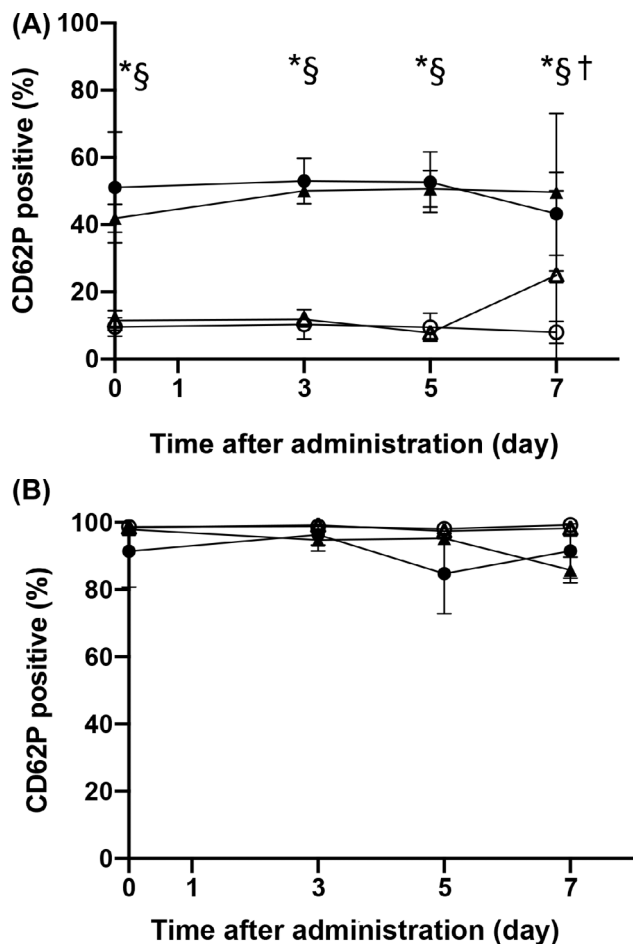 (A)
CD62P positive (%)
100
80
60
40
20
0
*§
*§
*§
*§ †
0 1 3 5 7
Time after administration (day)
(B)
CD62P positive (%)
100
80
60
40
20
0
0 1 3 5 7
Time after administration (day)